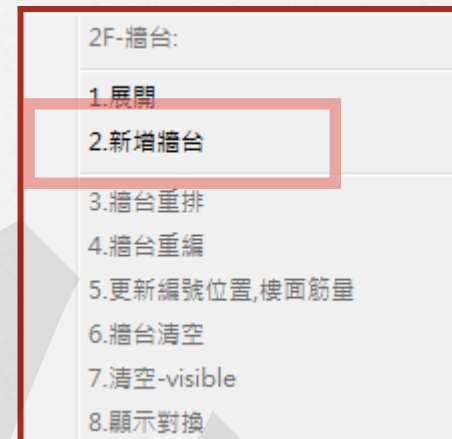 2F-牆台:
1.展開
2.新增牆台
3.牆台重排
4.牆台重編
5.更新編號位置,樓面筋量
6.牆台清空
7.清空-visible
8.顯示對換